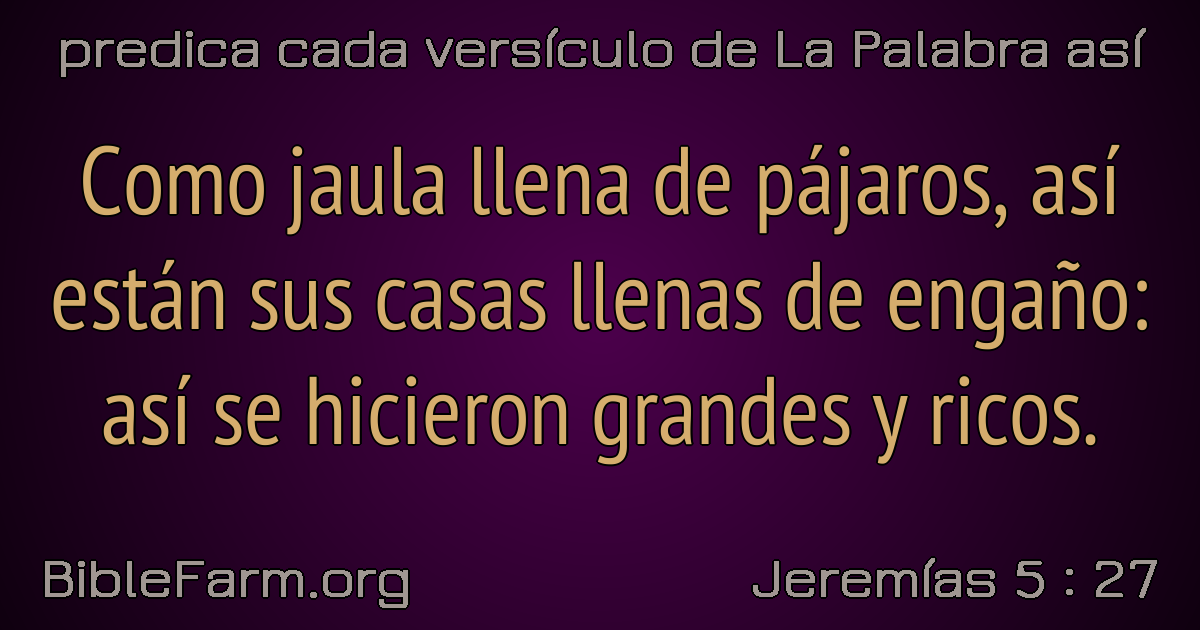 predica cada versículo de La Palabra así
Como jaula llena de pájaros, así
están sus casas llenas de engaño:
así se hicieron grandes y ricos.
BibleFarm.org
Jeremías 5 : 27